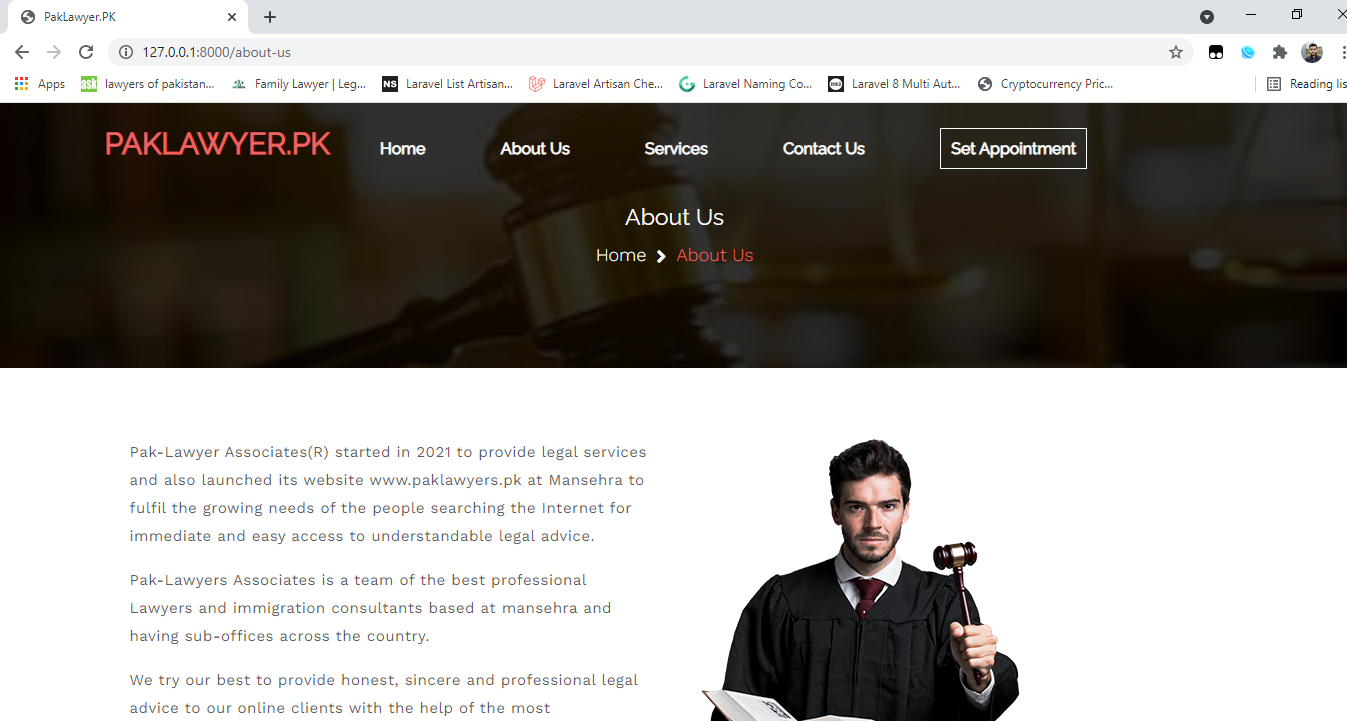 PakLawyer.PK
127.0.0.1:8000/about-us
Apps
lawyers of pakistan...
Family Lawyer | Leg...
NS
Laravel List Artisan...
Laravel Artisan Che...
Laravel Naming Co...
Laravel 8 Multi Aut...
Cryptocurrency Pric...
Reading lis
ask
PAKLAWYER.PK
Home
About Us
Services
Contact Us
Set Appointment
About Us
Home
About Us
Pak-Lawyer Associates(R) started in 2021 to provide legal services
and also launched its website www.paklawyers.pk at Mansehra to
fulfil the growing needs of the people searching the Internet for
immediate and easy access to understandable legal advice.
Pak-Lawyers Associates is a team of the best professional
Lawyers and immigration consultants based at mansehra and
having sub-offices across the country.
We try our best to provide honest, sincere and professional legal
advice to our online clients with the help of the most